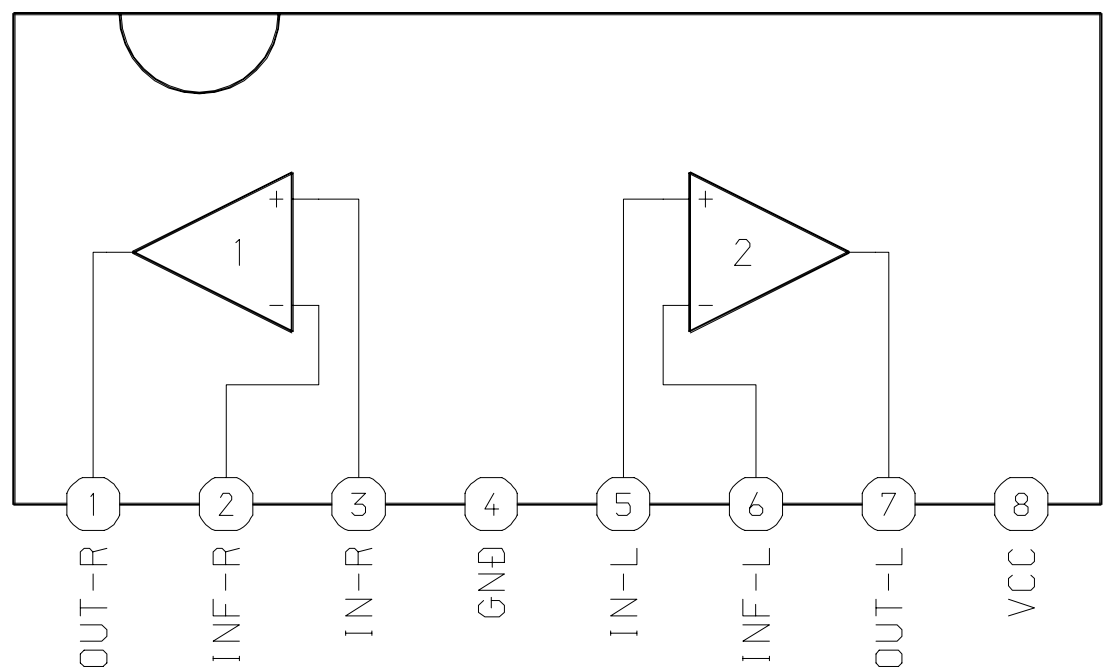 + +
1 2
− −
1 2 3 4 5 6 7 8
OUT-R
INF-R
IN-R
GND
IN-L
INF-L
OUT-L
VCC